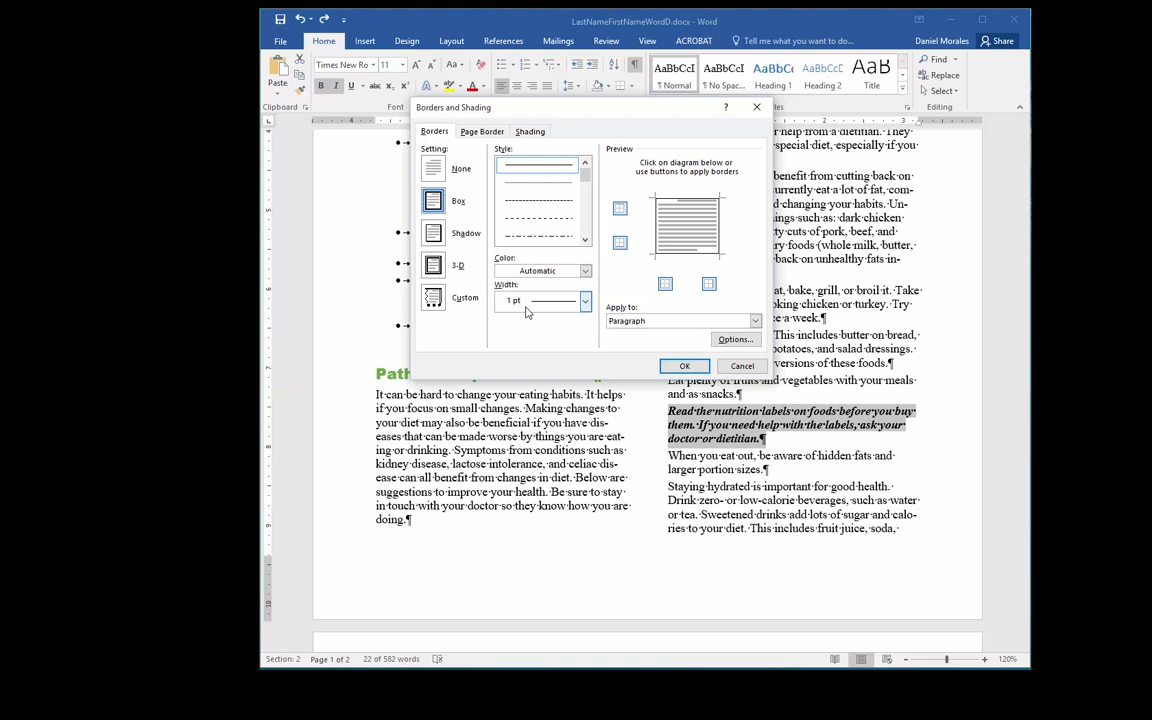 LastNameFirstNameWordD.docx - Word
File Home Insert Design Layout References Mailings Review View ACROBAT Tell me what you want to do... Daniel Morales Share
Paste
Times New Ro 11
B I U abc x₂ x²
AaBbCcI AaBbCcI AaBbCc AaBbCcI AaB
¶ Normal ¶ No Spac... Heading 1 Heading 2 Title
Find
Replace
Select
Clipboard Font Editing
Borders and Shading
? ×
Borders Page Border Shading
Setting:
None
Box
Shadow
3-D
Custom
Style:
Color:
Automatic
Width:
1 pt
Preview
Click on diagram below or
use buttons to apply borders
Apply to:
Paragraph
Options...
OK Cancel
Path
It can be hard to change your eating habits. It helps
if you focus on small changes. Making changes to
your diet may also be beneficial if you have dis-
eases that can be made worse by things you are eat-
ing or drinking. Symptoms from conditions such as
kidney disease, lactose intolerance, and celiac dis-
ease can all benefit from changes in diet. Below are
suggestions to improve your health. Be sure to stay
in touch with your doctor so they know how you are
doing.¶
help from a dietitian. They
special diet, especially if
benefit from cutting back on
urrently eat a lot of fat, com-
d changing your habits. Un-
ings such as: dark chicken
ty cuts of pork, beef, and
ry foods (whole milk, butter,
back on unhealthy fats in-
at, bake, grill, or broil it. Take
oking chicken or turkey. Try
ce a week.¶
This includes butter on bread,
otatoes, and salad dressings.
versions of these foods.¶
Eat plenty of fruits and vegetables with your meals
and as snacks.¶
Read the nutrition labels on foods before you buy
them. If you need help with the labels, ask your
doctor or dietitian.¶
When you eat out, be aware of hidden fats and
larger portion sizes.¶
Staying hydrated is important for good health.
Drink zero- or low-calorie beverages, such as water
or tea. Sweetened drinks add lots of sugar and calo-
ries to your diet. This includes fruit juice, soda,
Section: 2 Page 1 of 2 22 of 582 words 120%